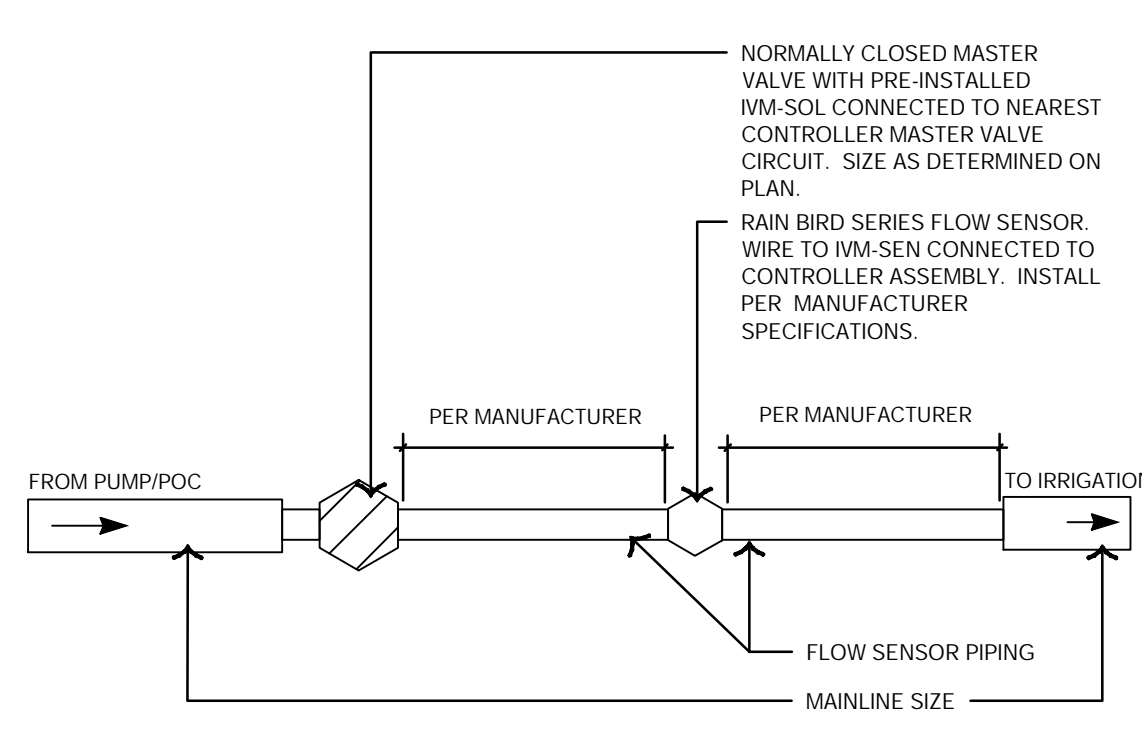 NORMALLY CLOSED MASTER
VALVE WITH PRE-INSTALLED
IVM-SOL CONNECTED TO NEAREST
CONTROLLER MASTER VALVE
CIRCUIT.  SIZE AS DETERMINED ON
PLAN.
RAIN BIRD SERIES FLOW SENSOR.
WIRE TO IVM-SEN CONNECTED TO
CONTROLLER ASSEMBLY.  INSTALL
PER  MANUFACTURER
SPECIFICATIONS.
PER MANUFACTURER
PER MANUFACTURER
FROM PUMP/POC
TO IRRIGATION
FLOW SENSOR PIPING
MAINLINE SIZE